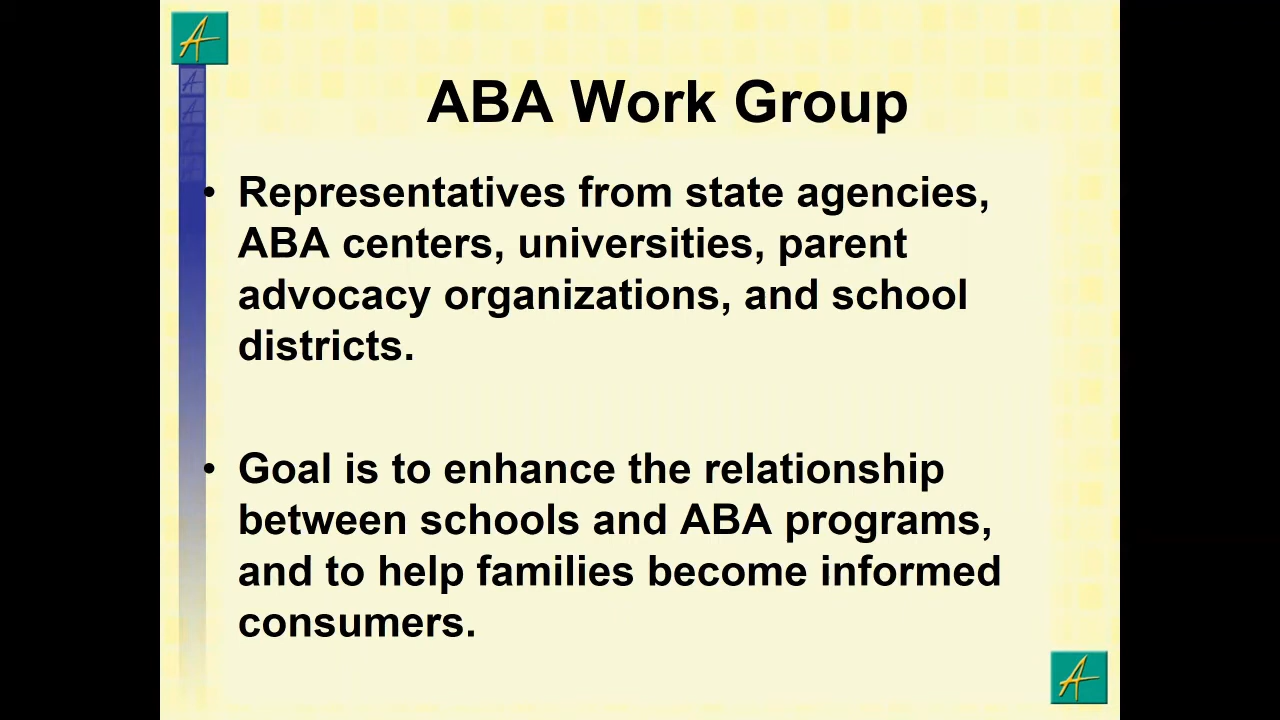 ABA Work Group
• Representatives from state agencies,
ABA centers, universities, parent
advocacy organizations, and school
districts.
• Goal is to enhance the relationship
between schools and ABA programs,
and to help families become informed
consumers.